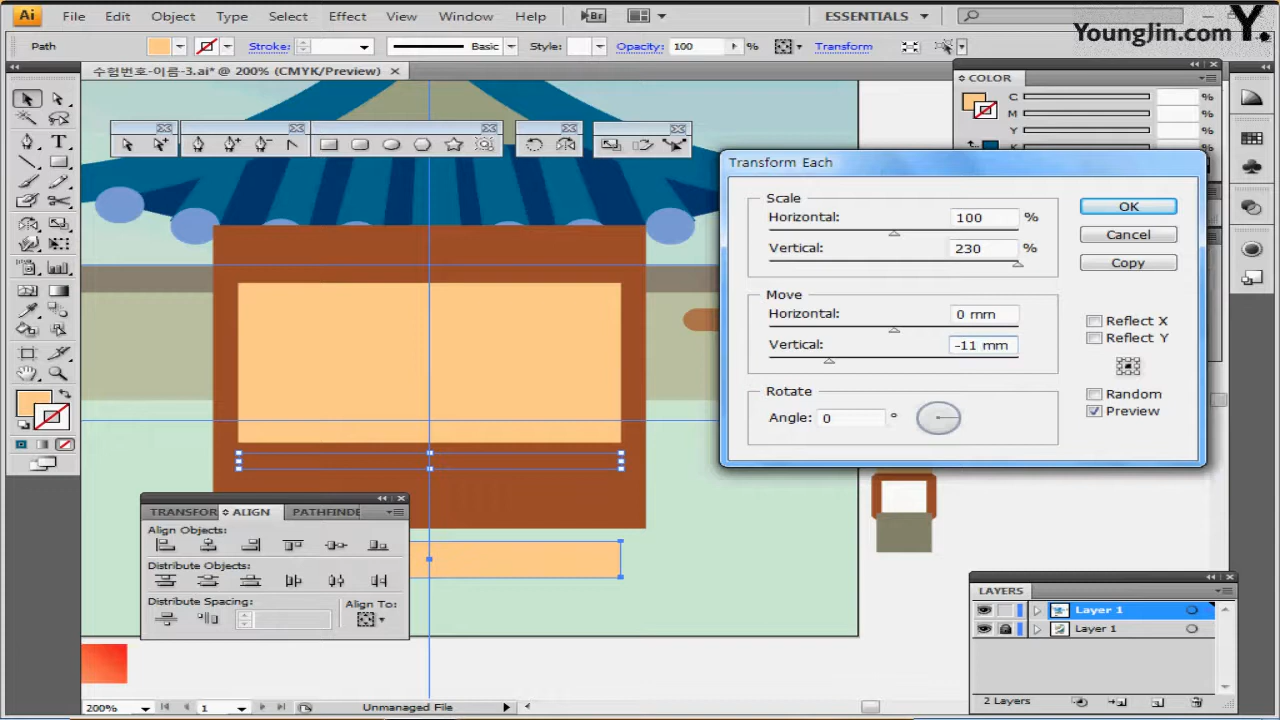 Ai File Edit Object Type Select Effect View Window Help Br ESSENTIALS
Y.
YoungJin.com
Path Stroke: Basic Style: Opacity: 100 % Transform
수험번호-이름-3.ai* @ 200% (CMYK/Preview) ×
COLOR
C %
M %
Y %
K %
Transform Each
Scale
Horizontal: 100 %
Vertical: 230 %
OK
Cancel
Copy
Move
Horizontal: 0 mm
Vertical: -11 mm
Reflect X
Reflect Y
Rotate
Angle: 0 °
Random
Preview
TRANSFOR ALIGN PATHFINDE
Align Objects:
Distribute Objects:
Distribute Spacing:
Align To:
LAYERS
Layer 1
Layer 1
2 Layers
200% 1 Unmanaged File